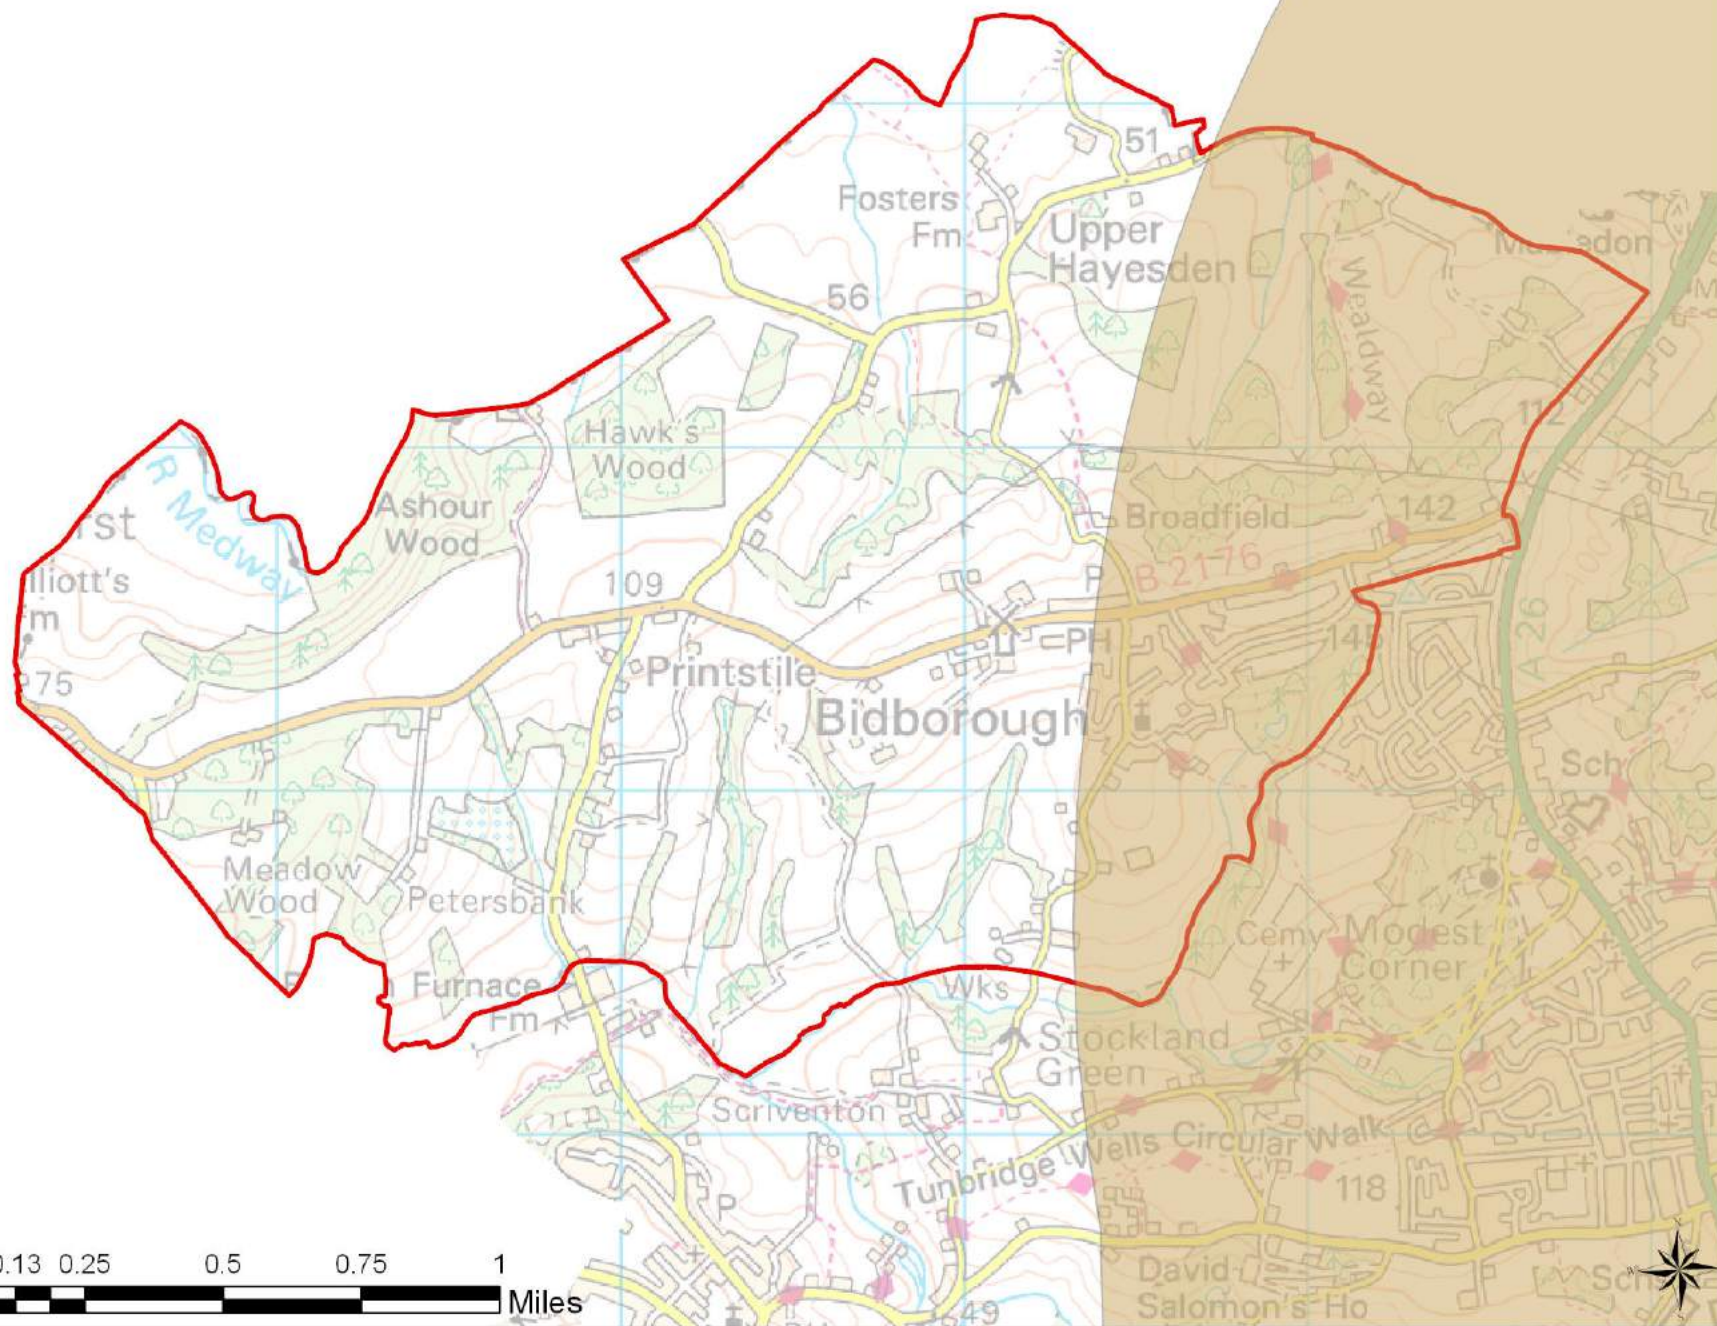 51
Fosters
Fm
Upper
Hayesden
56
Wealdway
112
Hawk's
Wood
R Medway
Ashour
Wood
Broadfield
142
B 2176
109
P
PH
A 26
75
Printstile
Bidborough
Sch
Meadow
Wood
Petersbank
Cemy
Modest
Corner
Furnace
Fm
Wks
Stockland
Green
Scriventon
Tunbridge Wells Circular Walk
118
P
H
David
Salomon's Ho
49
0.13 0.25 0.5 0.75 1
Miles